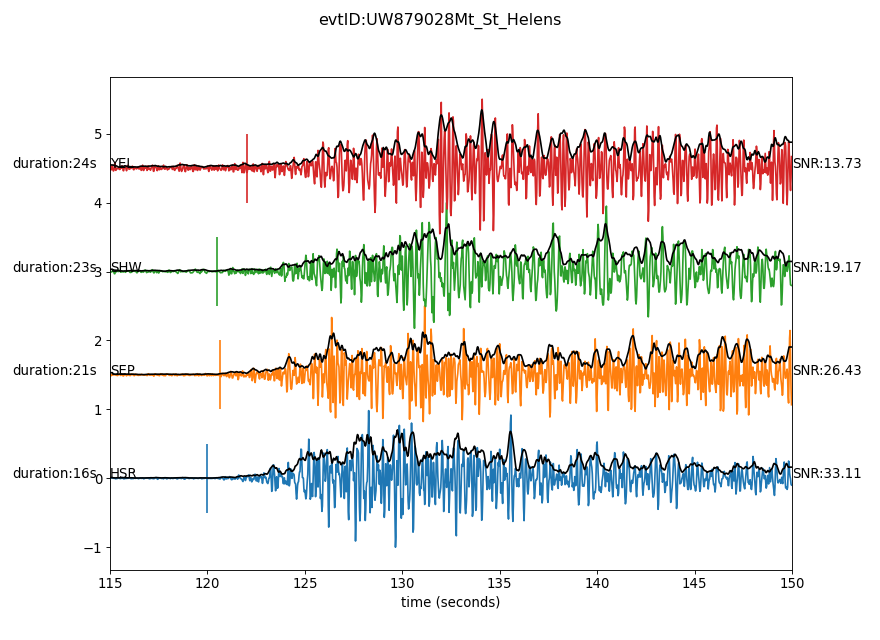 evtID:UW879028Mt_St_Helens
5
duration:24s YEL SNR:13.73
4
duration:23s SHW SNR:19.17
3
2
duration:21s SEP SNR:26.43
1
duration:16s HSR SNR:33.11
0
−1
115 120 125 130 135 140 145 150
time (seconds)